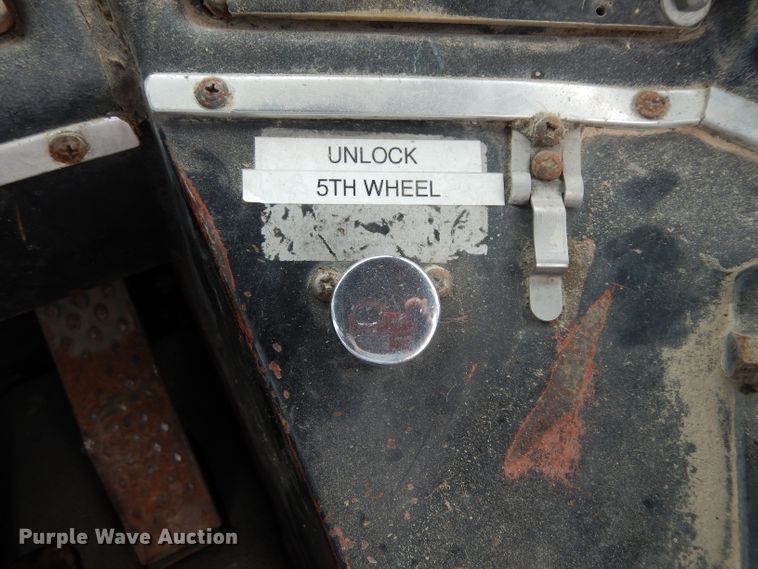 UNLOCK
5TH WHEEL
Purple Wave Auction